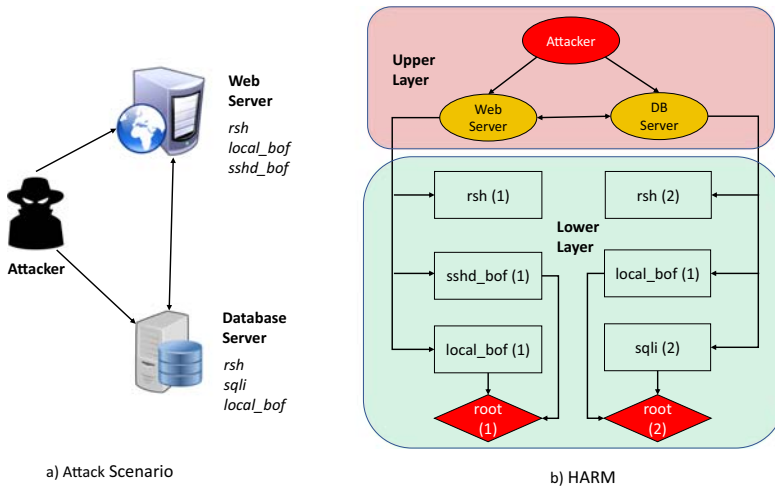 Web
Server
rsh
local_bof
sshd_bof
Attacker
Database
Server
rsh
sqli
local_bof
a) Attack Scenario
Upper
Layer
Attacker
Web
Server
DB
Server
Lower
Layer
rsh (1)
rsh (2)
sshd_bof (1)
local_bof (1)
local_bof (1)
sqli (2)
root
(1)
root
(2)
b) HARM